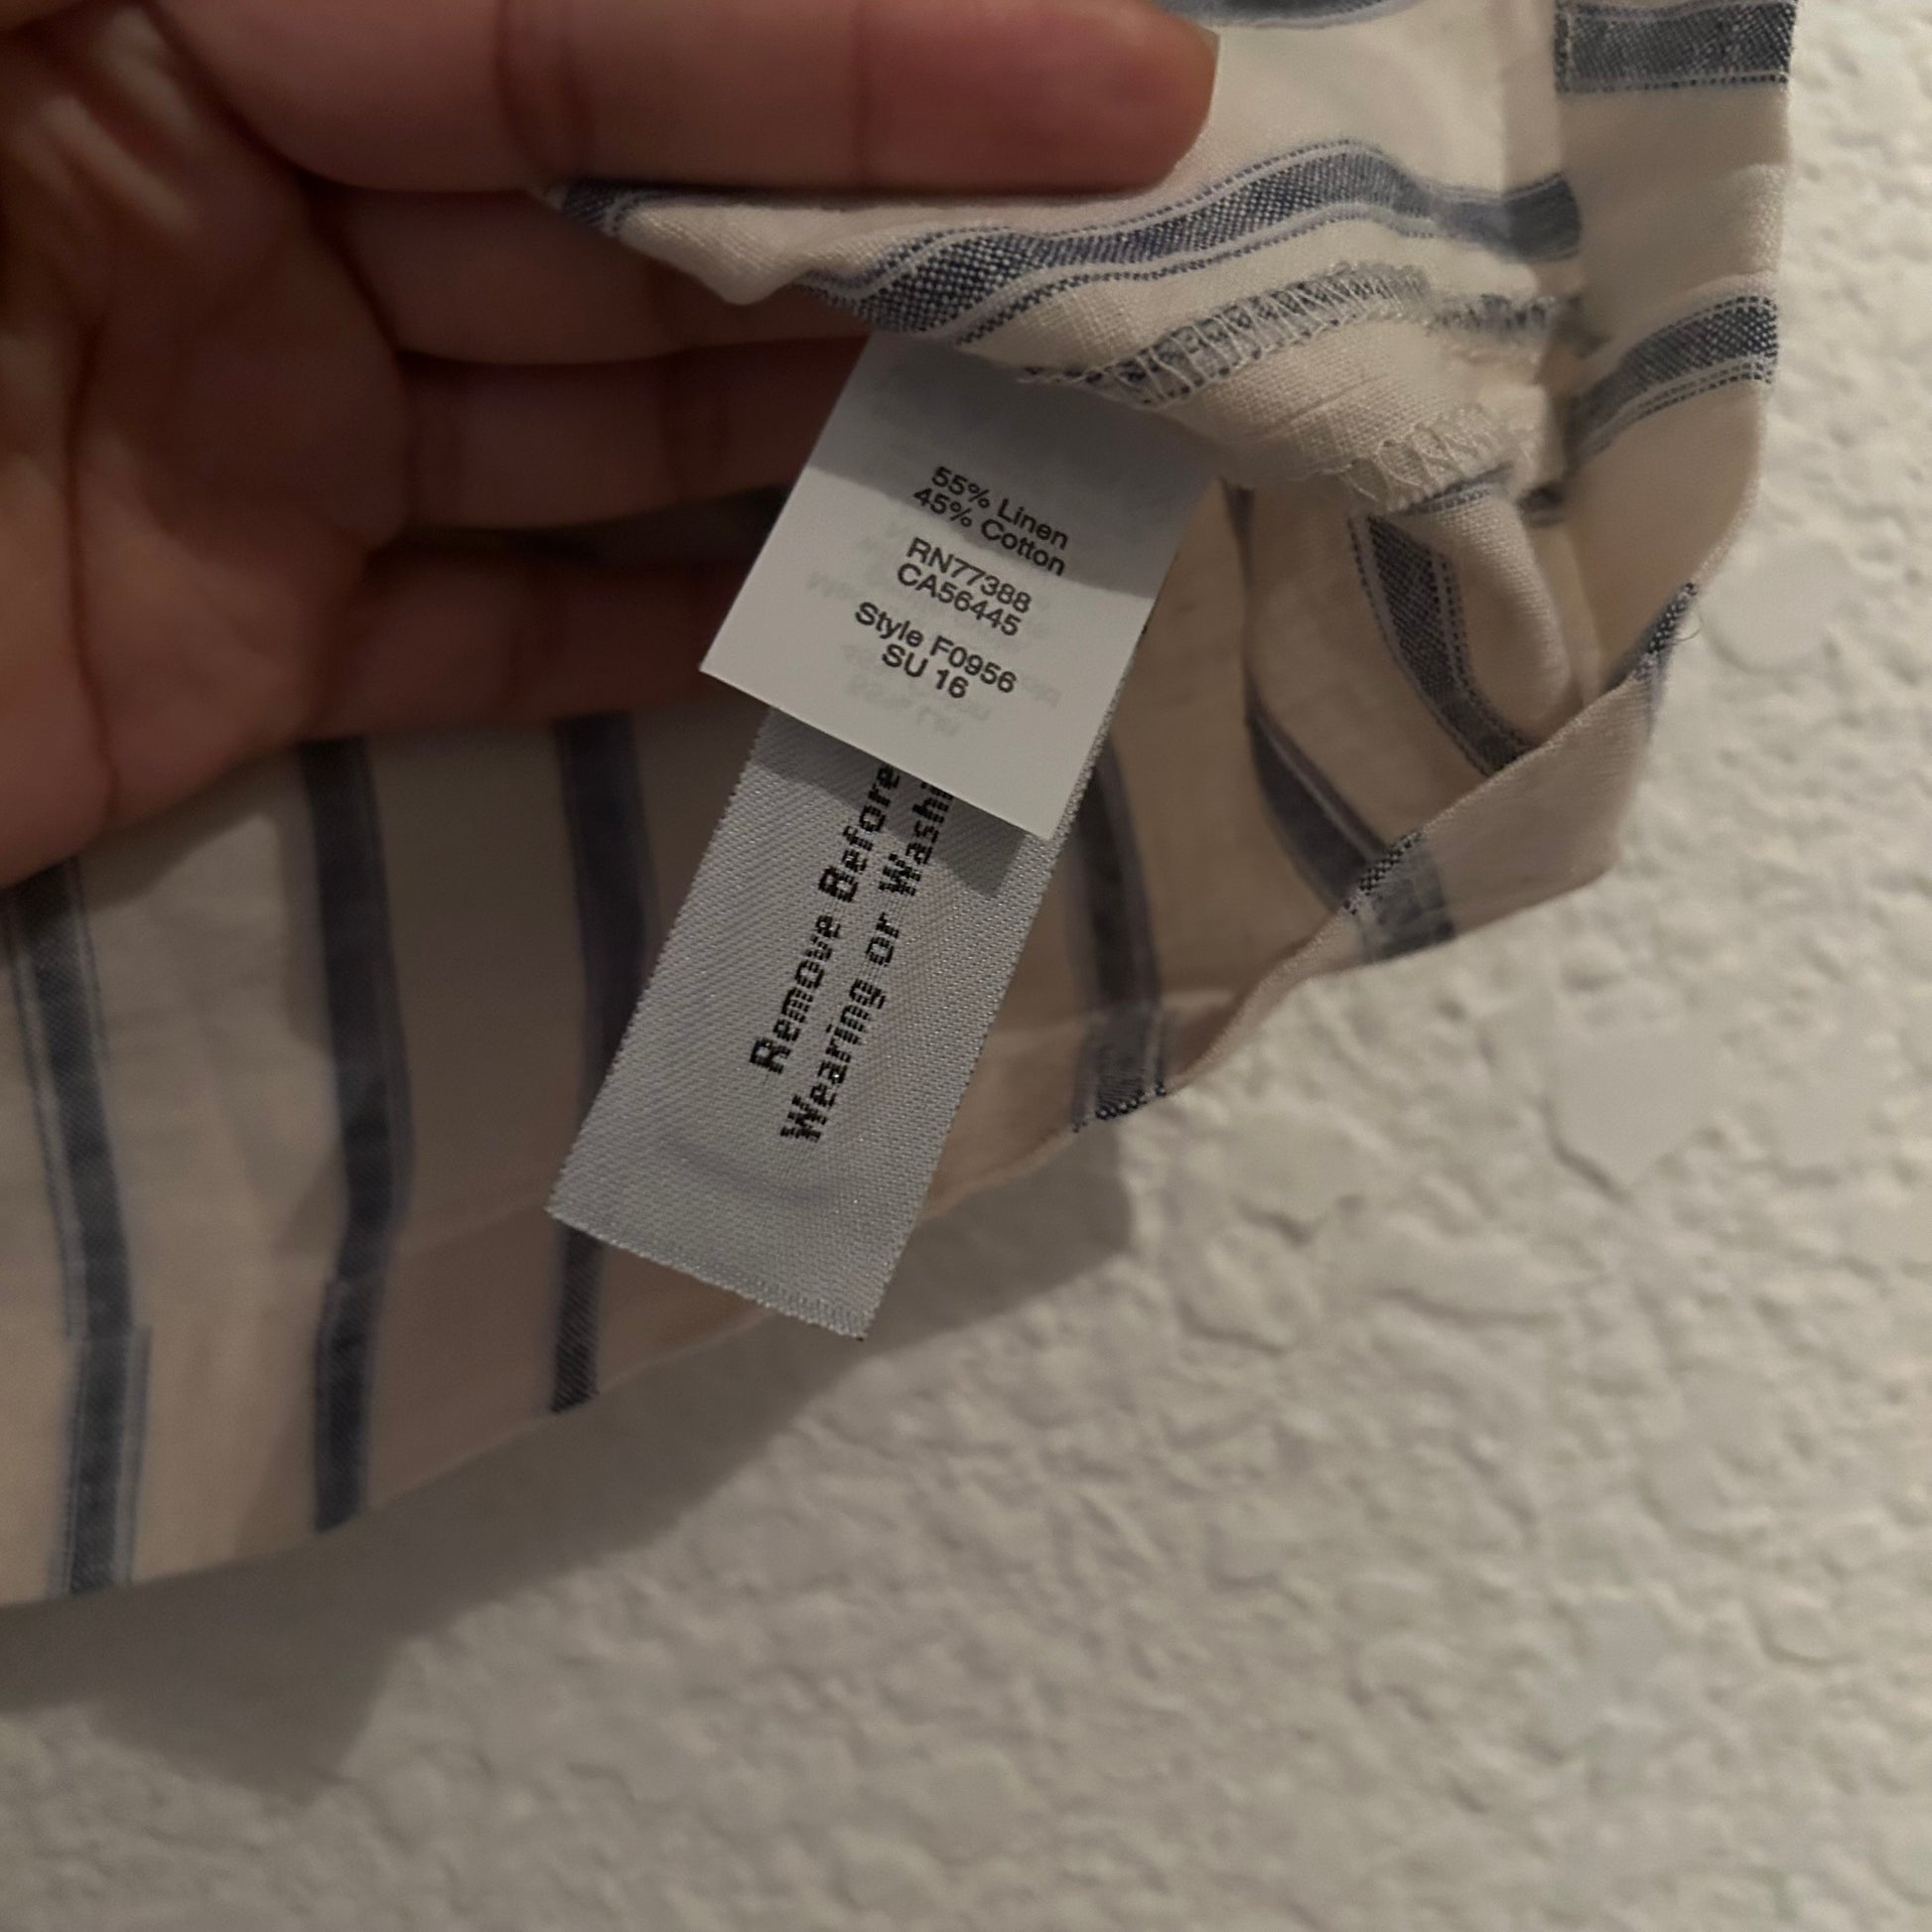 55% Linen
45% Cotton
RN77388
CA56445
Style F0956
SU 16
Remove Before
Wearing or